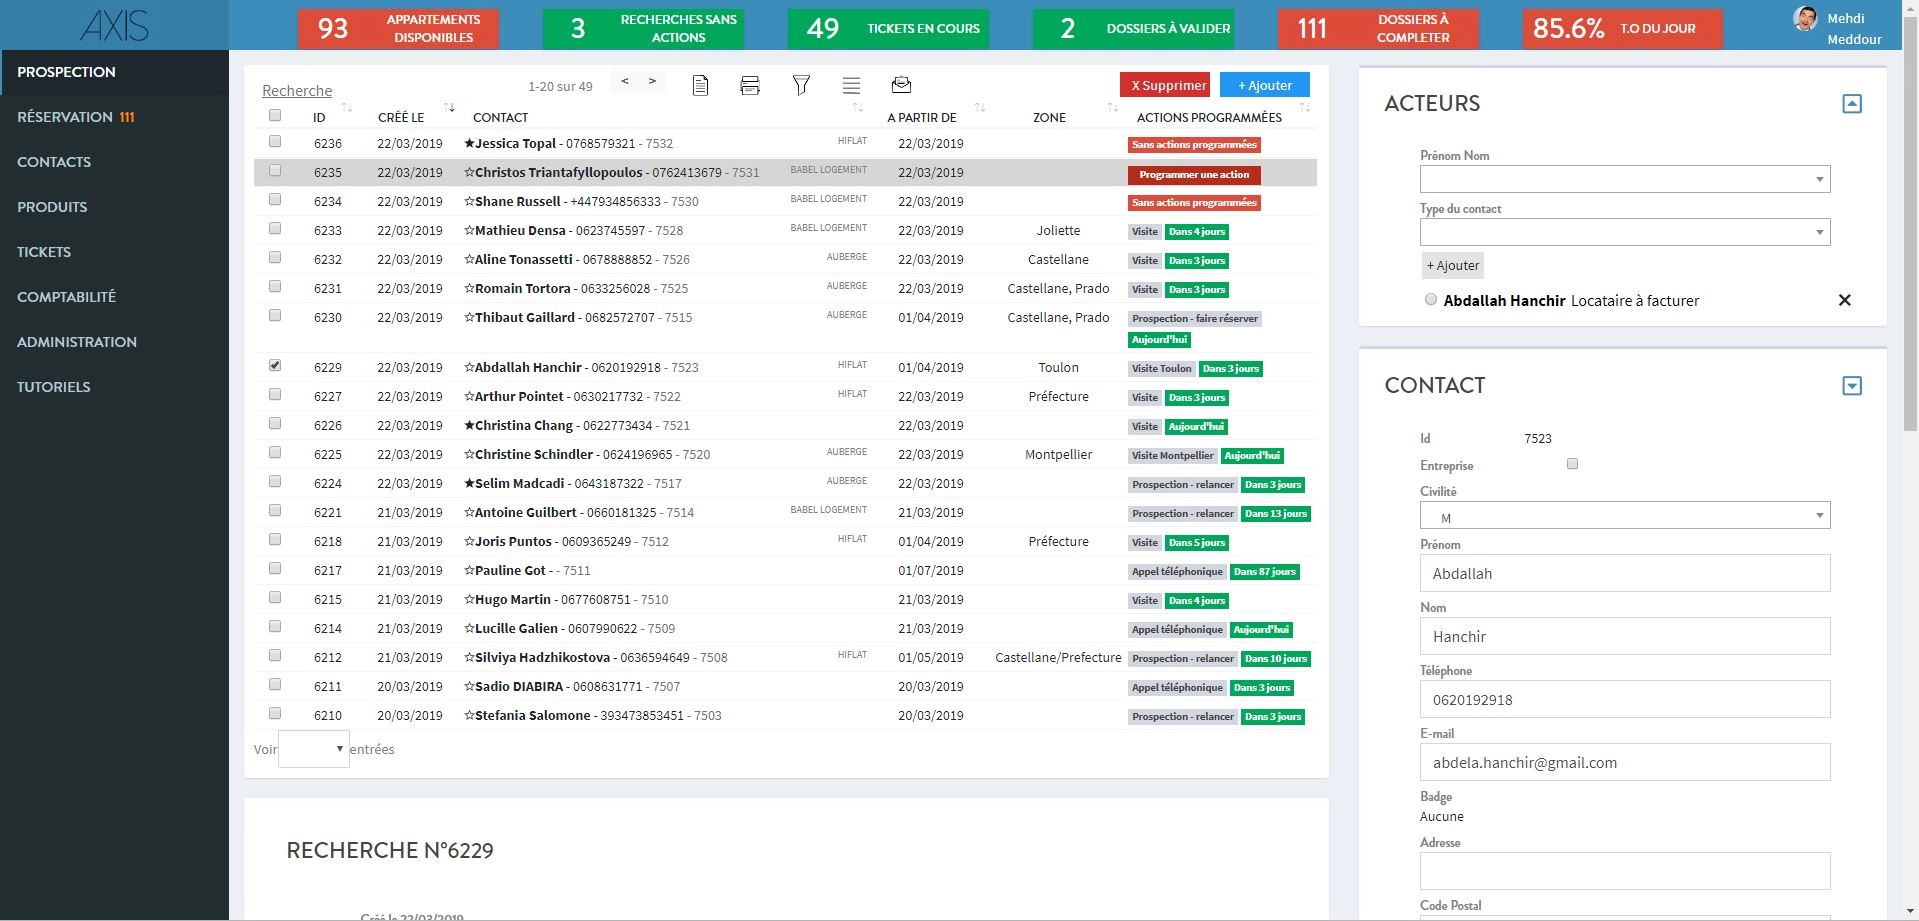 AXIS
93 APPARTEMENTS DISPONIBLES
3 RECHERCHES SANS ACTIONS
49 TICKETS EN COURS
2 DOSSIERS À VALIDER
111 DOSSIERS À COMPLETER
85.6% T.O DU JOUR
Mehdi Meddour
PROSPECTION
RÉSERVATION 111
CONTACTS
PRODUITS
TICKETS
COMPTABILITÉ
ADMINISTRATION
TUTORIELS
Recherche
1-20 sur 49 < >
X Supprimer + Ajouter
ID CRÉÉ LE CONTACT A PARTIR DE ZONE ACTIONS PROGRAMMÉES
6236 22/03/2019 ★Jessica Topal - 0768579321 - 7532 HIFLAT 22/03/2019 Sans actions programmées
6235 22/03/2019 ☆Christos Triantafyllopoulos - 0762413679 - 7531 BABEL LOGEMENT 22/03/2019 Programmer une action
6234 22/03/2019 ☆Shane Russell - +447934856333 - 7530 BABEL LOGEMENT 22/03/2019 Sans actions programmées
6233 22/03/2019 ☆Mathieu Densa - 0623745597 - 7528 BABEL LOGEMENT 22/03/2019 Joliette Visite Dans 4 jours
6232 22/03/2019 ☆Aline Tonassetti - 0678888852 - 7526 AUBERGE 22/03/2019 Castellane Visite Dans 3 jours
6231 22/03/2019 ☆Romain Tortora - 0633256028 - 7525 AUBERGE 22/03/2019 Castellane, Prado Visite Dans 3 jours
6230 22/03/2019 ☆Thibaut Gaillard - 0682572707 - 7515 AUBERGE 01/04/2019 Castellane, Prado Prospection - faire réserver
Aujourd'hui
6229 22/03/2019 ☆Abdallah Hanchir - 0620192918 - 7523 HIFLAT 01/04/2019 Toulon Visite Toulon Dans 3 jours
6227 22/03/2019 ☆Arthur Pointet - 0630217732 - 7522 HIFLAT 22/03/2019 Préfecture Visite Dans 3 jours
6226 22/03/2019 ★Christina Chang - 0622773434 - 7521 22/03/2019 Visite Aujourd'hui
6225 22/03/2019 ☆Christine Schindler - 0624196965 - 7520 AUBERGE 22/03/2019 Montpellier Visite Montpellier Aujourd'hui
6224 22/03/2019 ★Selim Madcadi - 0643187322 - 7517 AUBERGE 22/03/2019 Prospection - relancer Dans 3 jours
6221 21/03/2019 ☆Antoine Guilbert - 0660181325 - 7514 BABEL LOGEMENT 21/03/2019 Prospection - relancer Dans 13 jours
6218 21/03/2019 ☆Joris Puntos - 0609365249 - 7512 HIFLAT 01/04/2019 Préfecture Visite Dans 5 jours
6217 21/03/2019 ☆Pauline Got - - 7511 01/07/2019 Appel téléphonique Dans 87 jours
6215 21/03/2019 ☆Hugo Martin - 0677608751 - 7510 21/03/2019 Visite Dans 4 jours
6214 21/03/2019 ☆Lucille Galien - 0607990622 - 7509 21/03/2019 Appel téléphonique Aujourd'hui
6212 21/03/2019 ☆Silviya Hadzhikostova - 0636594649 - 7508 HIFLAT 01/05/2019 Castellane/Prefecture Prospection - relancer Dans 10 jours
6211 20/03/2019 ☆Sadio DIABIRA - 0608631771 - 7507 20/03/2019 Appel téléphonique Dans 3 jours
6210 20/03/2019 ☆Stefania Salomone - 393473853451 - 7503 20/03/2019 Prospection - relancer Dans 3 jours
Voir entrées
RECHERCHE N°6229
Créé le 22/03/2019
ACTEURS
Prénom Nom
Type du contact
+ Ajouter
Abdallah Hanchir Locataire à facturer
CONTACT
Id 7523
Entreprise
Civilité
M
Prénom
Abdallah
Nom
Hanchir
Téléphone
0620192918
E-mail
abdela.hanchir@gmail.com
Badge
Aucune
Adresse
Code Postal